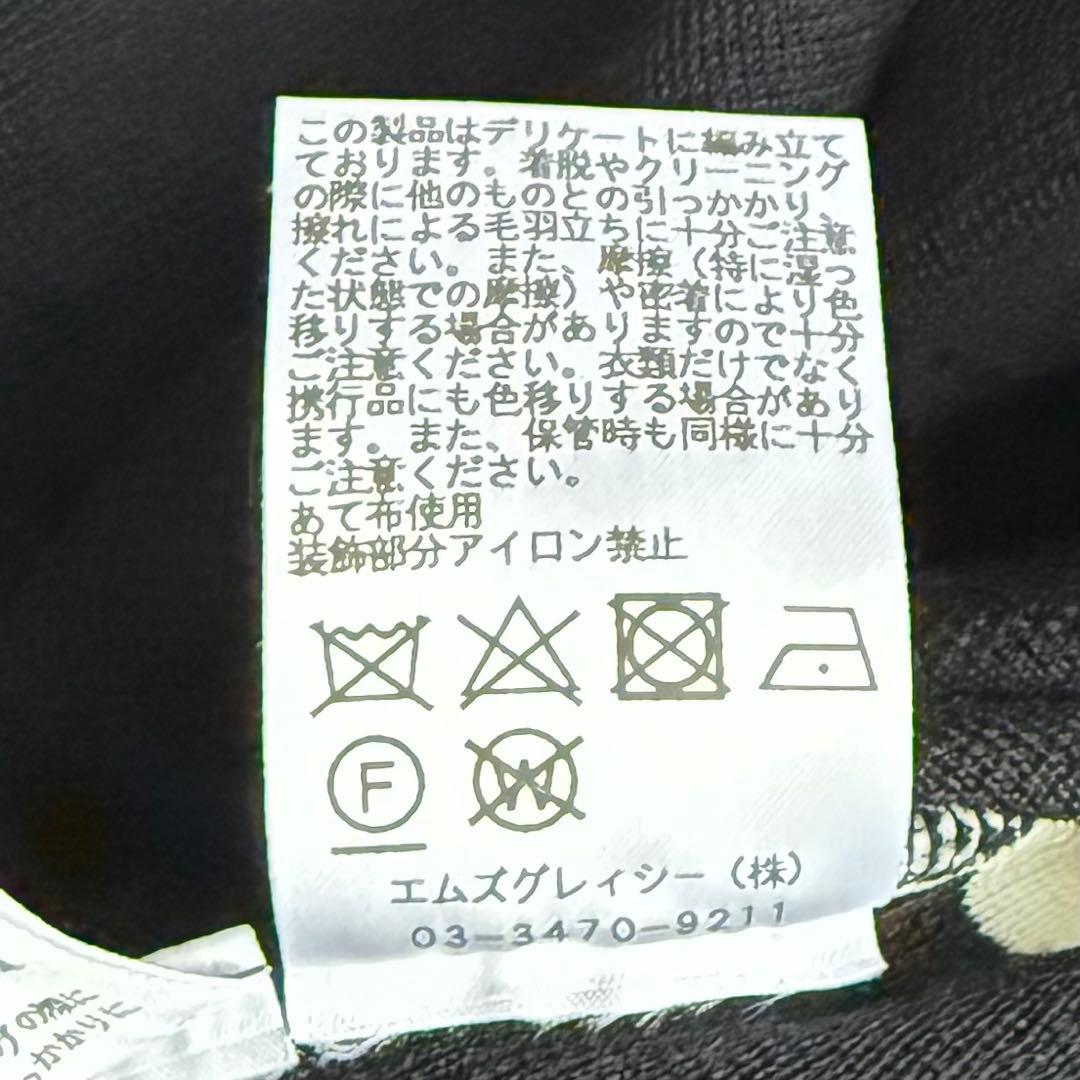 この製品はデリケートに編み立て
ております。着脱やクリーニング
の際に他のものとの引っかかり、
擦れによる毛羽立ちに十分ご注意
ください。また、摩擦（特に湿っ
た状態での摩擦）や密着により色
移りする場合がありますので十分
ご注意ください。衣類だけでなく
携行品にも色移りする場合があり
ます。また、保管時も同様に十分
ご注意ください。
あて布使用
装飾部分アイロン禁止
F
W
エムズグレイシー（株）
03-3470-9211
グの際に
っかかりに